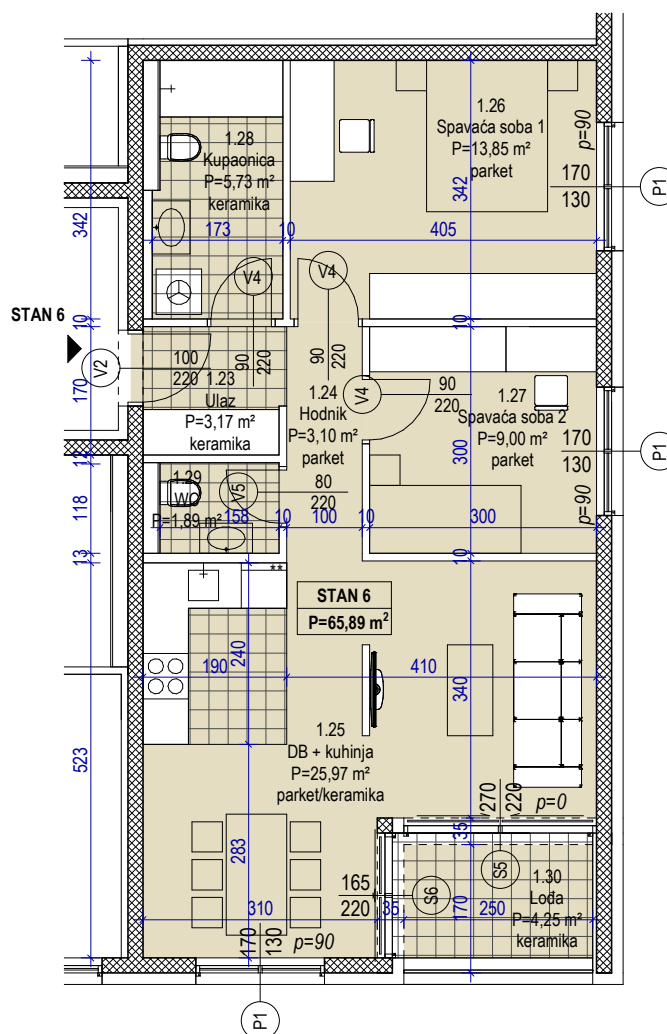 1.26
Spavaća soba 1
P=13,85 m²
parket
p=90
170
130
P1
342
1.28
Kupaonica
P=5,73 m²
keramika
342
173
10
405
V4
V4
STAN 6
10
10
V2
100
220
90
220
90
220
1.23
Ulaz
P=3,17 m²
keramika
170
1.24
Hodnik
P=3,10 m²
parket
V4
90
220
1.27
Spavaća soba 2
P=9,00 m²
parket
170
130
P1
p=90
300
12
1.29
WC
P=1,89 m²
V5
80
220
118
158
10
100
10
300
13
10
**
STAN 6
P=65,89 m²
240
190
410
340
523
1.25
DB + kuhinja
P=25,97 m²
parket/keramika
270
220
p=0
35
283
165
220
S6
S5
1.30
Lođa
P=4,25 m²
keramika
170
310
35
250
170
130
p=90
P1